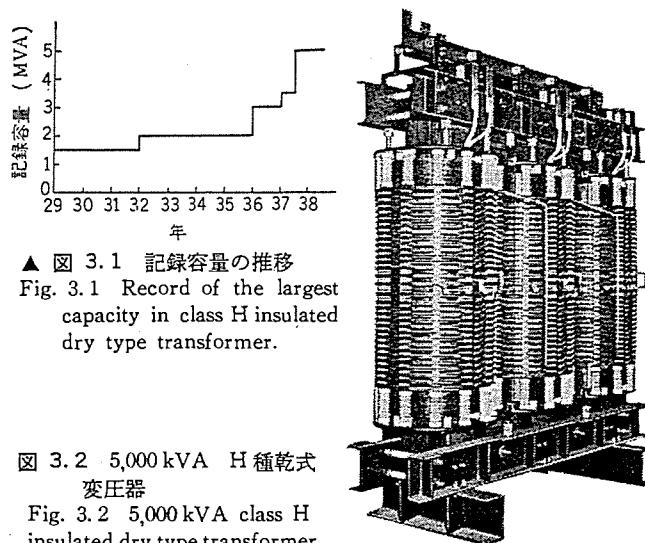 記録容量 (MVA)
5
4
3
2
1
0
29 30 31 32 33 34 35 36 37 38
年
▲ 図 3.1 記録容量の推移
Fig. 3.1 Record of the largest
capacity in class H insulated
dry type transformer.
図 3.2 5,000 kVA H種乾式
変圧器
Fig. 3.2 5,000 kVA class H
insulated dry type transformer